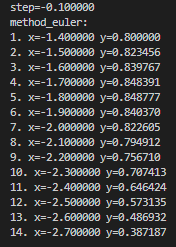 step=-0.100000
method_euler:
1. x=-1.400000 y=0.800000
2. x=-1.500000 y=0.823456
3. x=-1.600000 y=0.839767
4. x=-1.700000 y=0.848391
5. x=-1.800000 y=0.848777
6. x=-1.900000 y=0.840370
7. x=-2.000000 y=0.822605
8. x=-2.100000 y=0.794912
9. x=-2.200000 y=0.756710
10. x=-2.300000 y=0.707413
11. x=-2.400000 y=0.646424
12. x=-2.500000 y=0.573135
13. x=-2.600000 y=0.486932
14. x=-2.700000 y=0.387187